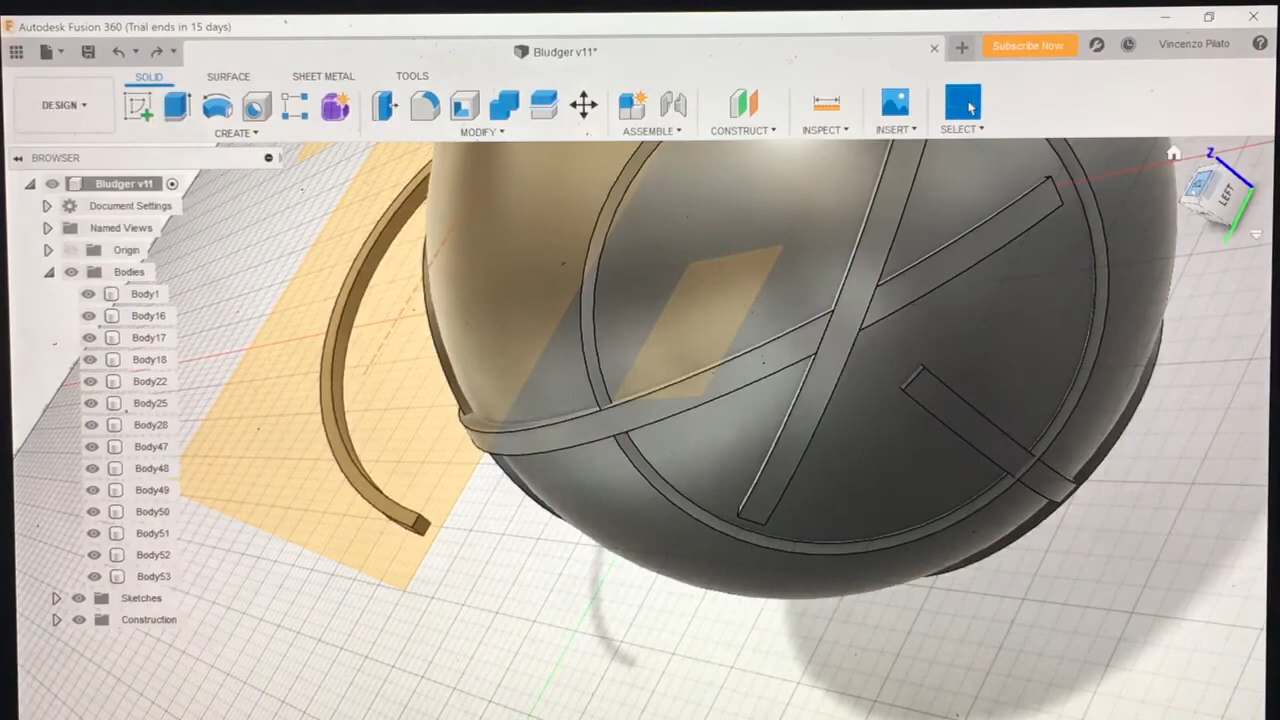 Autodesk Fusion 360 (Trial ends in 15 days)
Bludger v11*
Subscribe Now
Vincenzo Pilato
SOLID SURFACE SHEET METAL TOOLS
DESIGN
CREATE MODIFY ASSEMBLE CONSTRUCT INSPECT INSERT SELECT
BROWSER
Bludger v11
Document Settings
Named Views
Origin
Bodies
Body1
Body16
Body17
Body18
Body22
Body25
Body28
Body47
Body48
Body49
Body50
Body51
Body52
Body53
Sketches
Construction
Z
LEFT